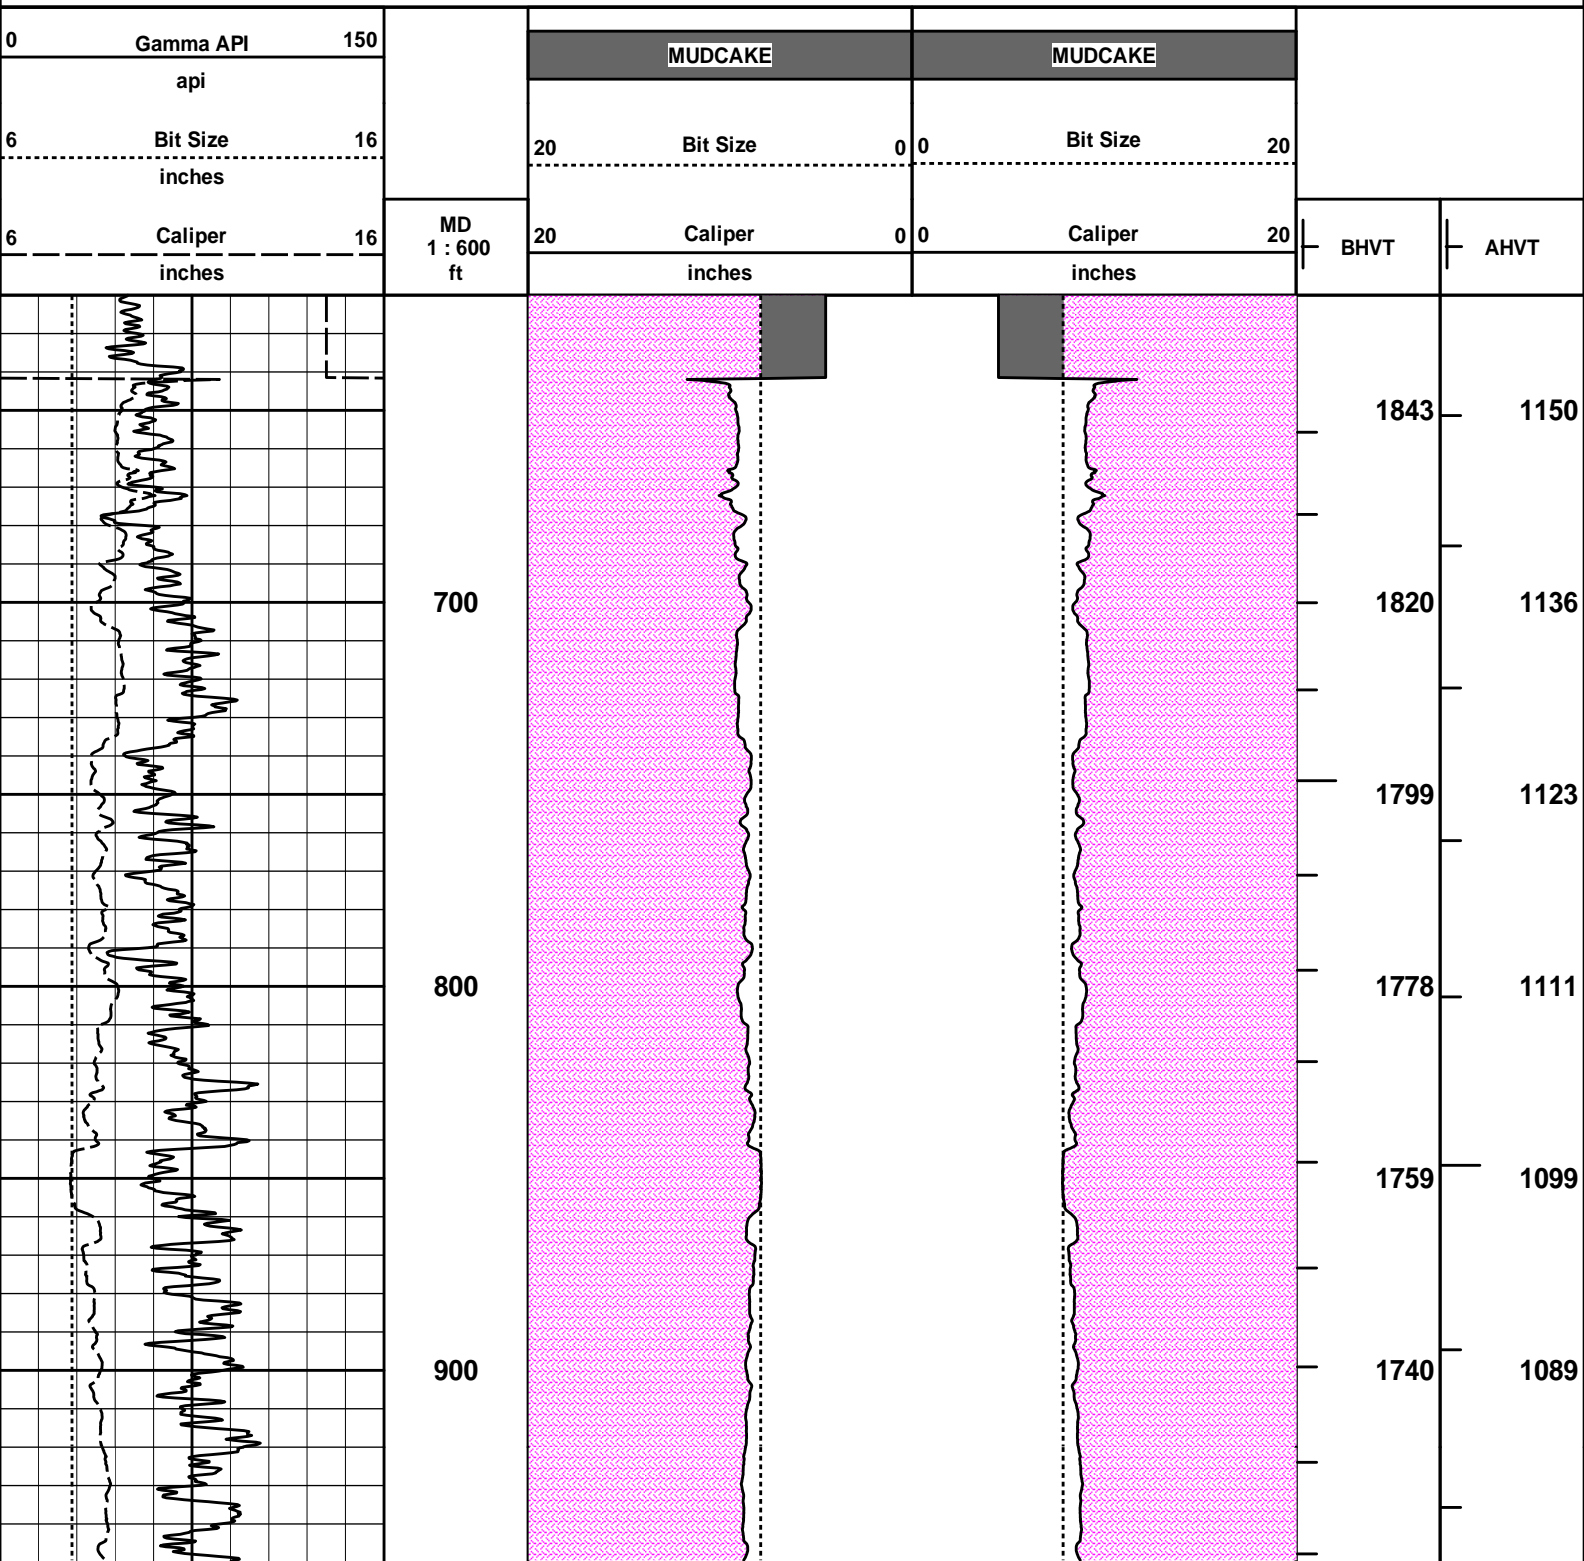 0 Gamma API 150
api
6 Bit Size 16
inches
6 Caliper 16
inches
MD
1 : 600
ft
MUDCAKE
20 Bit Size 0
20 Caliper 0
inches
MUDCAKE
0 Bit Size 20
0 Caliper 20
inches
BHVT
AHVT
1843 1150
700 1820 1136
1799 1123
800 1778 1111
1759 1099
900 1740 1089